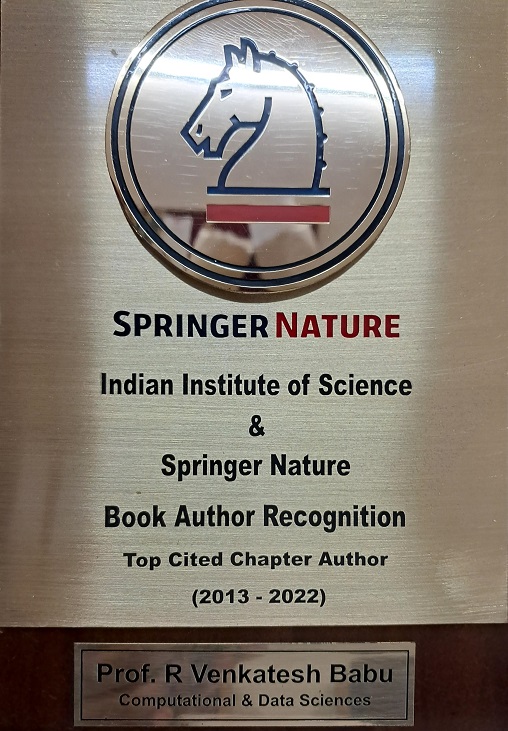 SPRINGER NATURE
Indian Institute of Science
&
Springer Nature
Book Author Recognition
Top Cited Chapter Author
(2013 - 2022)
Prof. R Venkatesh Babu
Computational & Data Sciences